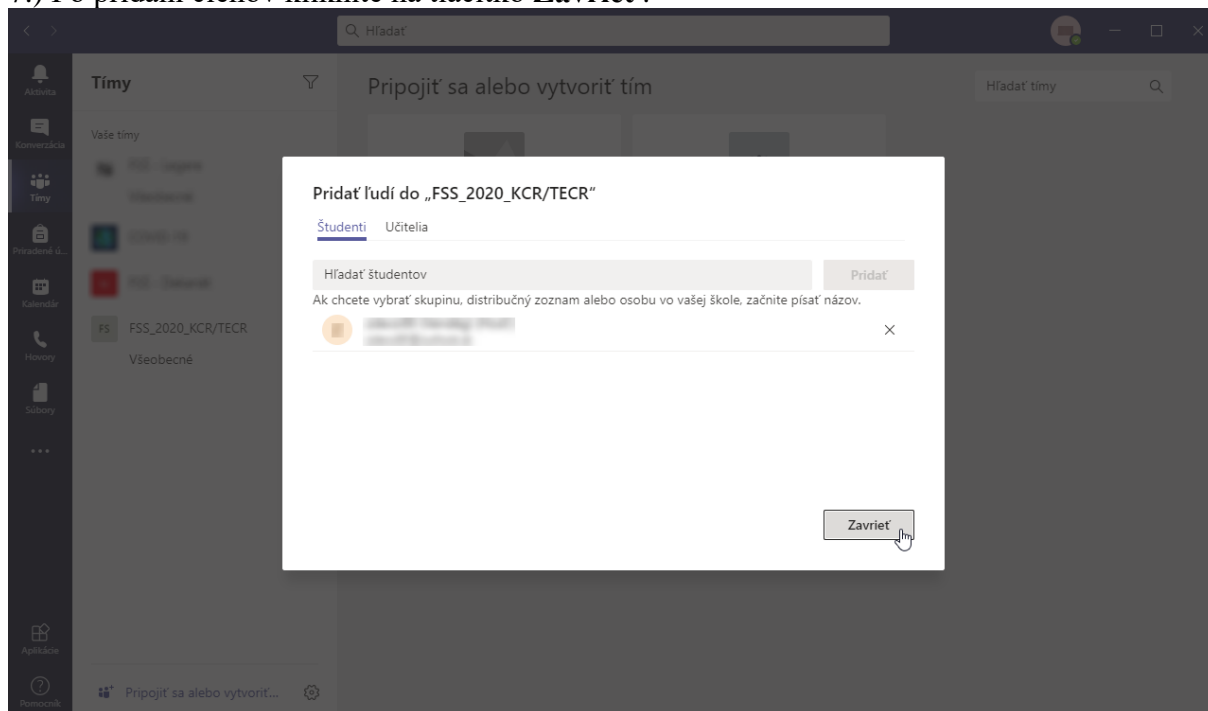 Hľadať
Aktivita
Tímy
Pripojiť sa alebo vytvoriť tím
Hľadať tímy
Konverzácia
Vaše tímy
Tímy
Pridať ľudí do „FSS_2020_KCR/TECR“
Študenti Učitelia
Priradené ú...
Hľadať študentov
Pridať
Ak chcete vybrať skupinu, distribučný zoznam alebo osobu vo vašej škole, začnite písať názov.
Kalendár
FS FSS_2020_KCR/TECR
Všeobecné
Hovory
Súbory
Zavrieť
Aplikácie
Pripojiť sa alebo vytvoriť...
Pomocník